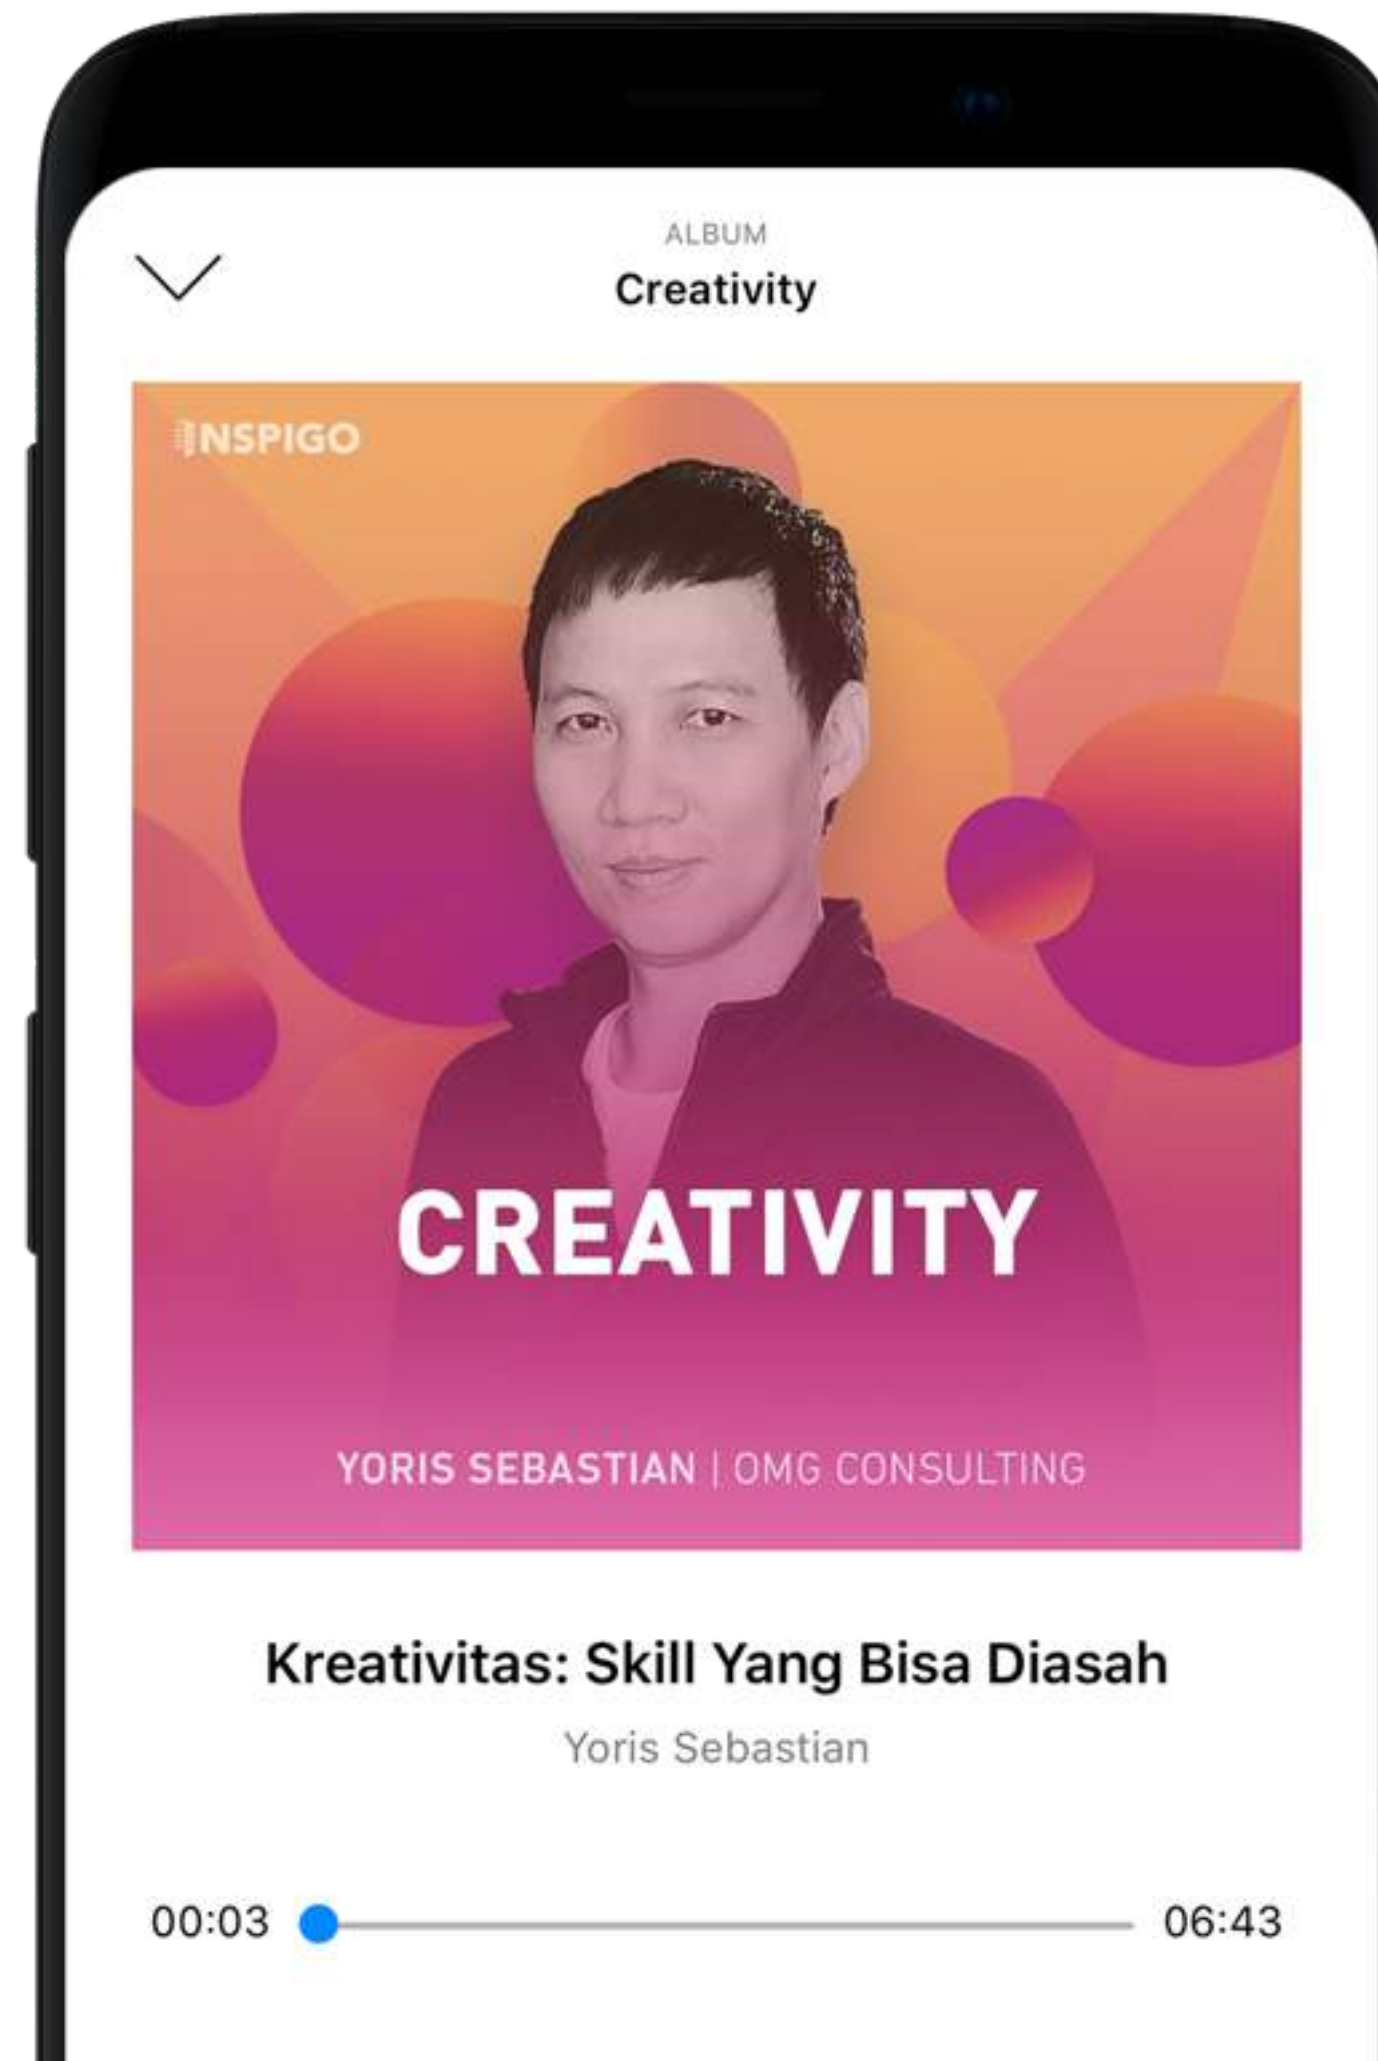 ALBUM
Creativity
INSPIGO
CREATIVITY
YORIS SEBASTIAN | OMG CONSULTING
Kreativitas: Skill Yang Bisa Diasah
Yoris Sebastian
00:03 06:43